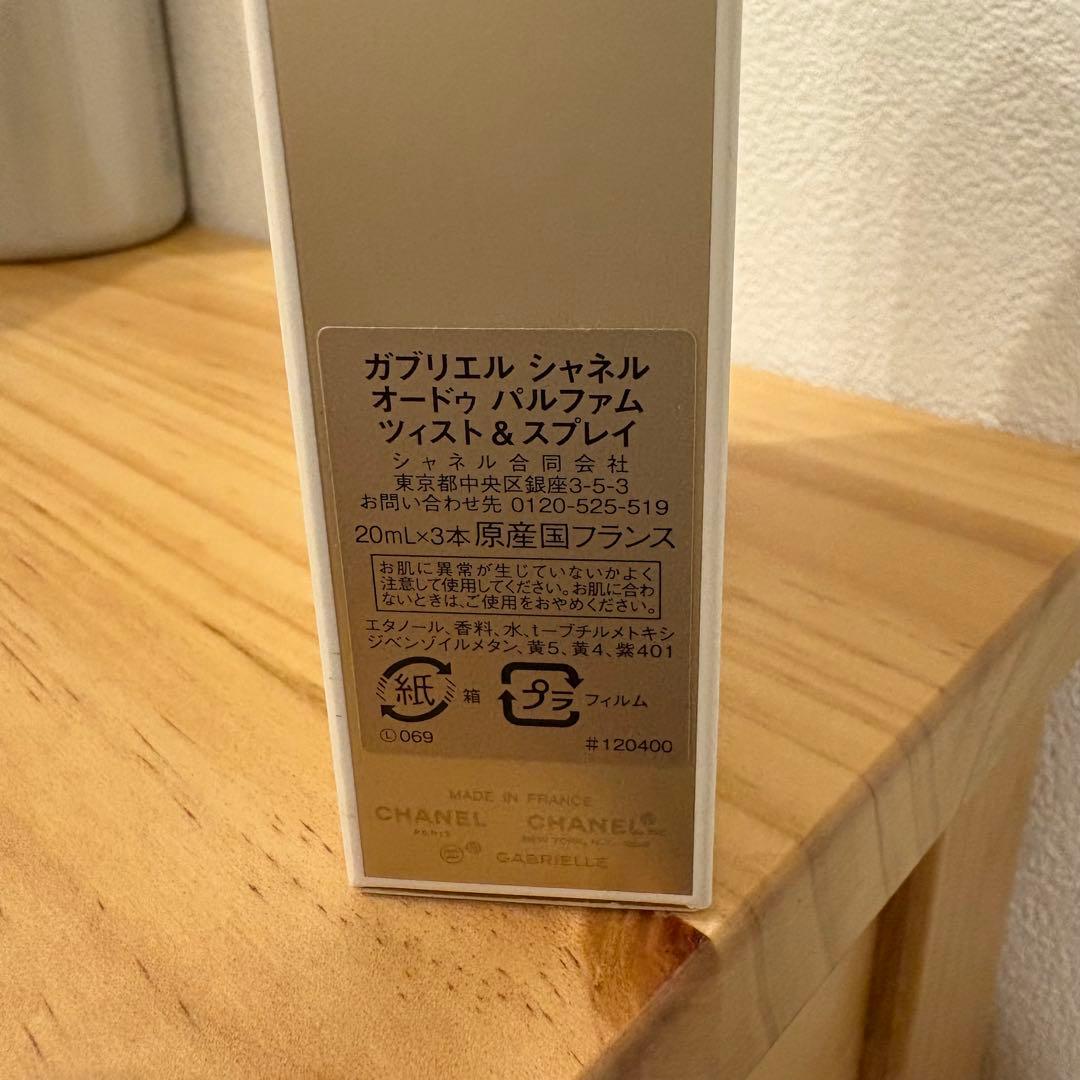 ガブリエル シャネル
オードゥ パルファム
ツィスト＆スプレイ
シャネル合同会社
東京都中央区銀座3-5-3
お問い合わせ先 0120-525-519
20mL×3本 原産国フランス
お肌に異常が生じていないかよく
注意して使用してください。お肌に合わ
ないときは、ご使用をおやめください。
エタノール、香料、水、t−ブチルメトキシ
ジベンゾイルメタン、黄5、黄4、紫401
紙 箱 プラ フィルム
Ⓛ069 #120400
MADE IN FRANCE
CHANEL CHANEL
PARIS NEW YORK, N.Y.
GABRIELLE